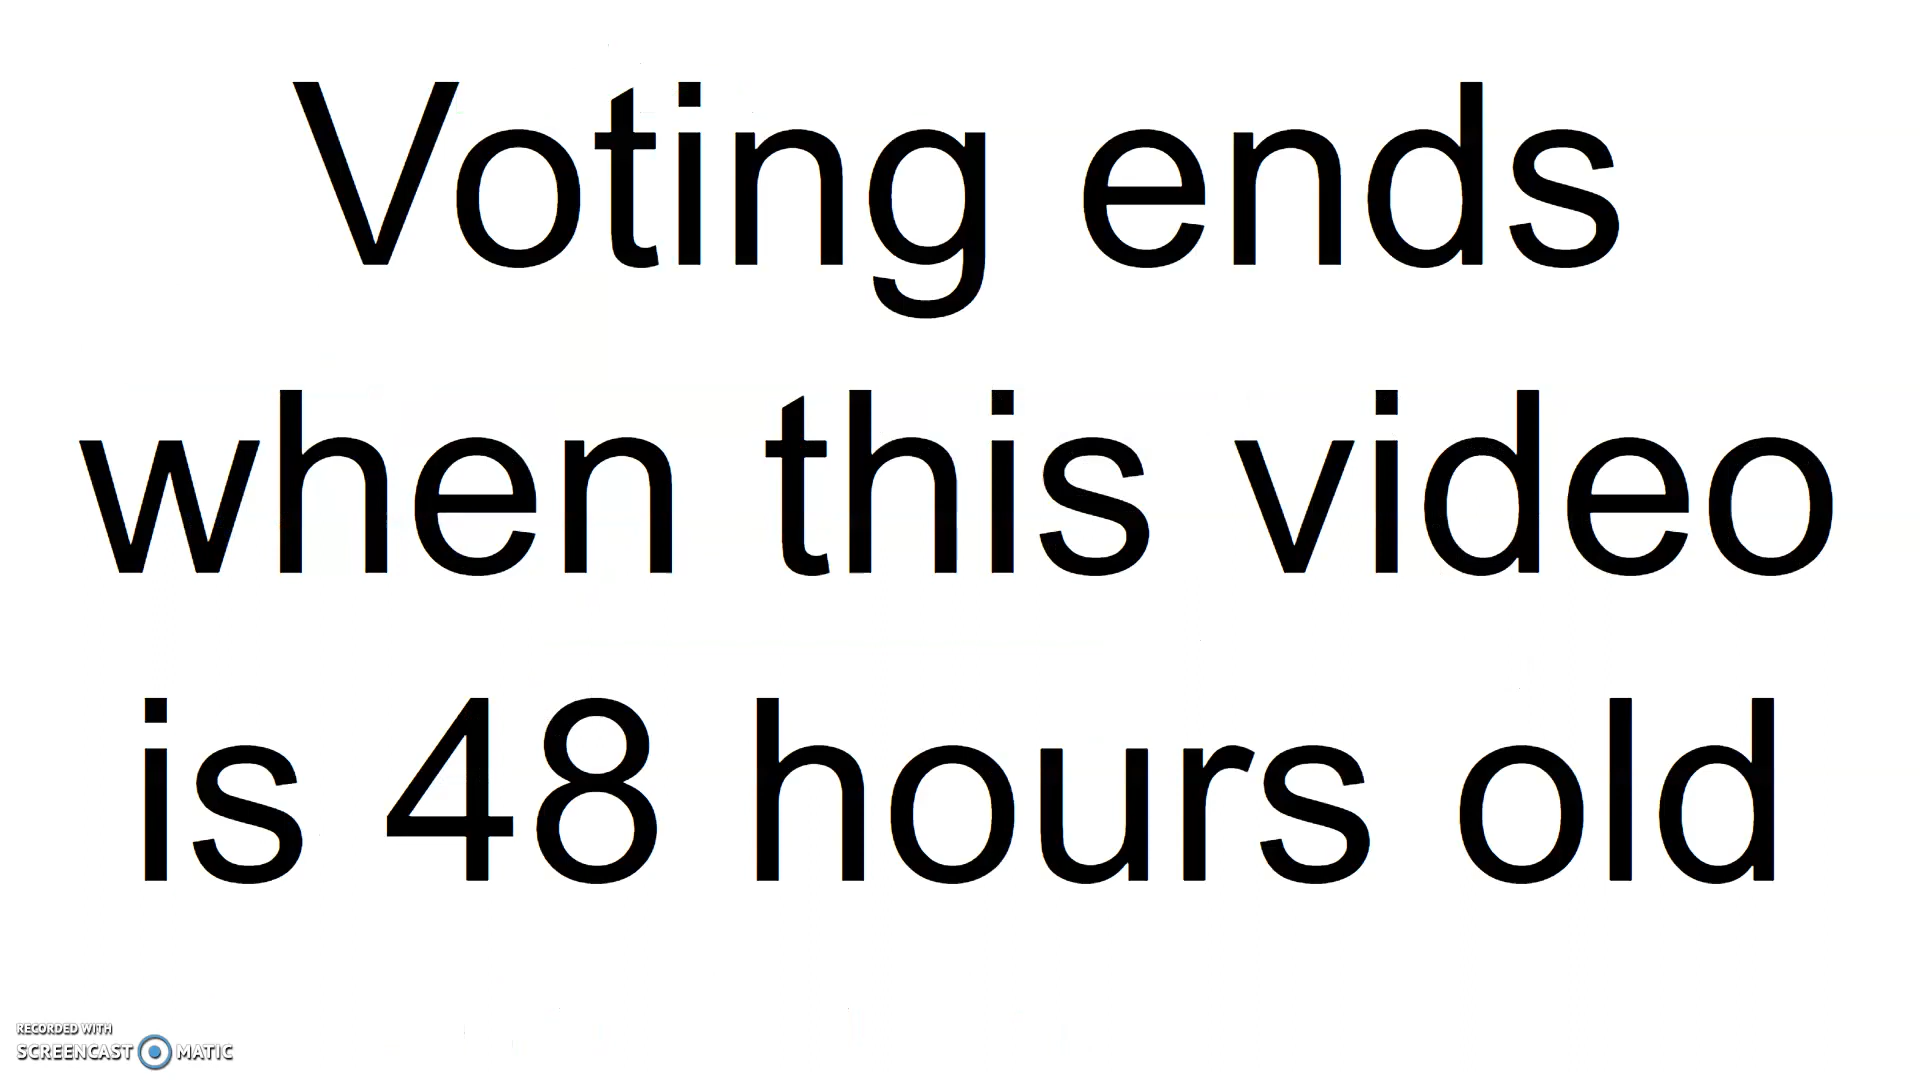 Voting ends
when this video
is 48 hours old
RECORDED WITH
SCREENCAST MATIC